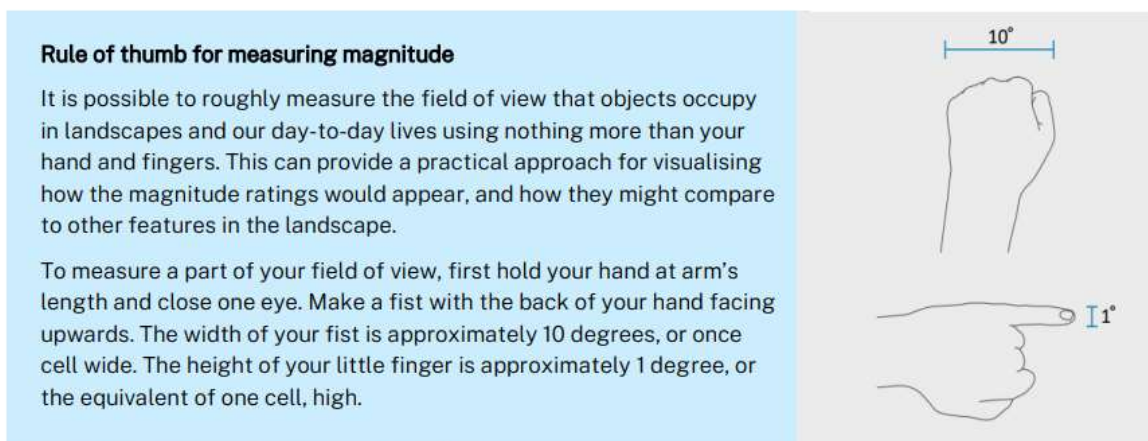 Rule of thumb for measuring magnitude
It is possible to roughly measure the field of view that objects occupy
in landscapes and our day-to-day lives using nothing more than your
hand and fingers. This can provide a practical approach for visualising
how the magnitude ratings would appear, and how they might compare
to other features in the landscape.
To measure a part of your field of view, first hold your hand at arm's
length and close one eye. Make a fist with the back of your hand facing
upwards. The width of your fist is approximately 10 degrees, or once
cell wide. The height of your little finger is approximately 1 degree, or
the equivalent of one cell, high.
10°
1°